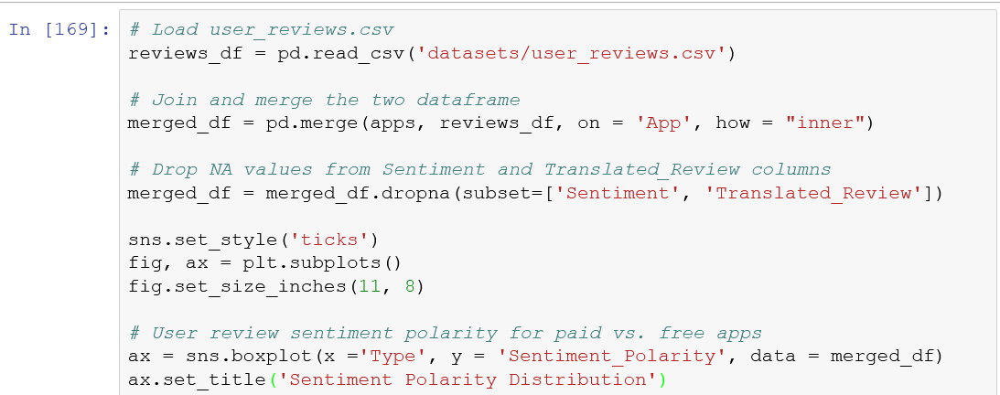 In [169]:
# Load user_reviews.csv
reviews_df = pd.read_csv('datasets/user_reviews.csv')
# Join and merge the two dataframe
merged_df = pd.merge(apps, reviews_df, on = 'App', how = "inner")
# Drop NA values from Sentiment and Translated_Review columns
merged_df = merged_df.dropna(subset=['Sentiment', 'Translated_Review'])
sns.set_style('ticks')
fig, ax = plt.subplots()
fig.set_size_inches(11, 8)
# User review sentiment polarity for paid vs. free apps
ax = sns.boxplot(x ='Type', y = 'Sentiment_Polarity', data = merged_df)
ax.set_title('Sentiment Polarity Distribution')